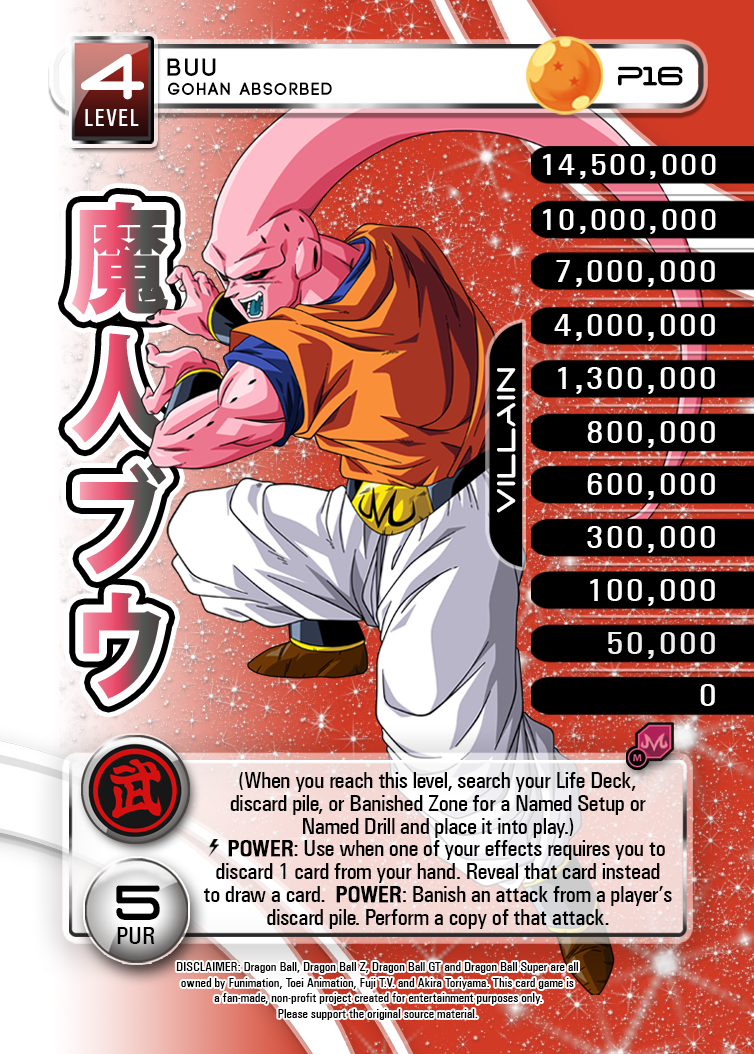 4
LEVEL
BUU
GOHAN ABSORBED
P16
14,500,000
10,000,000
7,000,000
4,000,000
1,300,000
800,000
600,000
300,000
100,000
50,000
0
VILLAIN
魔人ブウ
M
武
5
PUR
(When you reach this level, search your Life Deck,
discard pile, or Banished Zone for a Named Setup or
Named Drill and place it into play.)
POWER: Use when one of your effects requires you to
discard 1 card from your hand. Reveal that card instead
to draw a card. POWER: Banish an attack from a player's
discard pile. Perform a copy of that attack.
DISCLAIMER: Dragon Ball, Dragon Ball Z, Dragon Ball GT and Dragon Ball Super are all
owned by Funimation, Toei Animation, Fuji T.V. and Akira Toriyama. This card game is
a fan-made, non-profit project created for entertainment purposes only.
Please support the original source material.